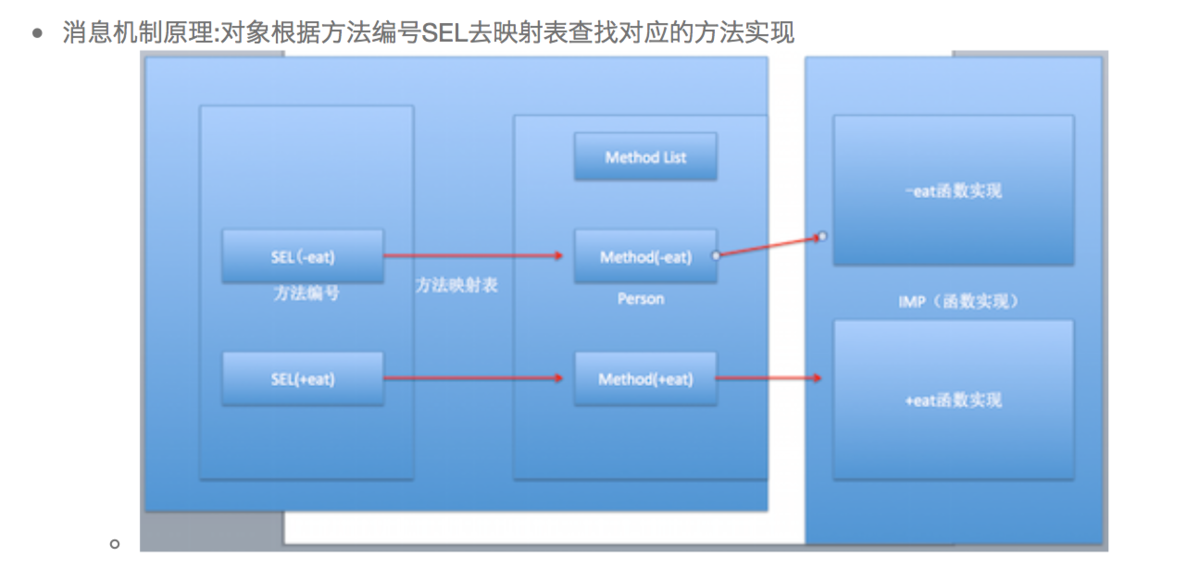 消息机制原理:对象根据方法编号SEL去映射表查找对应的方法实现
Method List
-eat函数实现
SEL(-eat)
Method(-eat)
方法编号
方法映射表
Person
IMP（函数实现）
SEL(+eat)
Method(+eat)
+eat函数实现